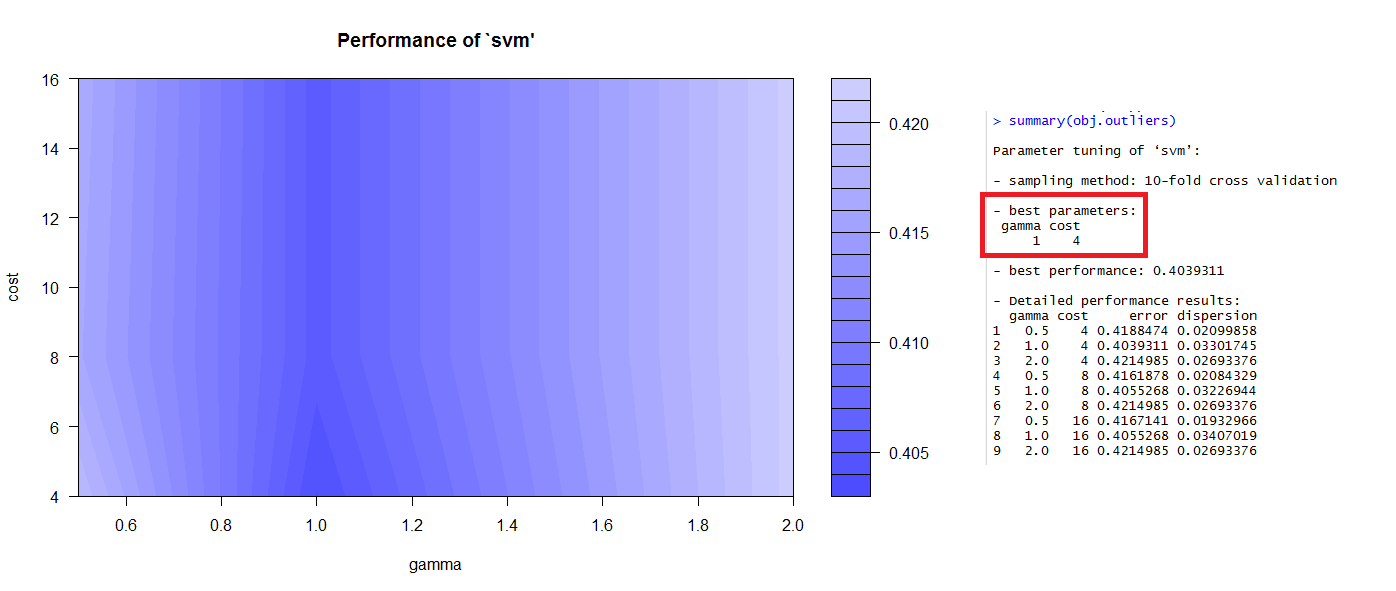 Performance of `svm'
16
14
12
10
8
6
4
cost
0.6 0.8 1.0 1.2 1.4 1.6 1.8 2.0
gamma
0.420
0.415
0.410
0.405
> summary(obj.outliers)
Parameter tuning of ‘svm’:
- sampling method: 10-fold cross validation
- best parameters:
gamma cost
1 4
- best performance: 0.4039311
- Detailed performance results:
gamma cost error dispersion
1 0.5 4 0.4188474 0.02099858
2 1.0 4 0.4039311 0.03301745
3 2.0 4 0.4214985 0.02693376
4 0.5 8 0.4161878 0.02084329
5 1.0 8 0.4055268 0.03226944
6 2.0 8 0.4214985 0.02693376
7 0.5 16 0.4167141 0.01932966
8 1.0 16 0.4055268 0.03407019
9 2.0 16 0.4214985 0.02693376